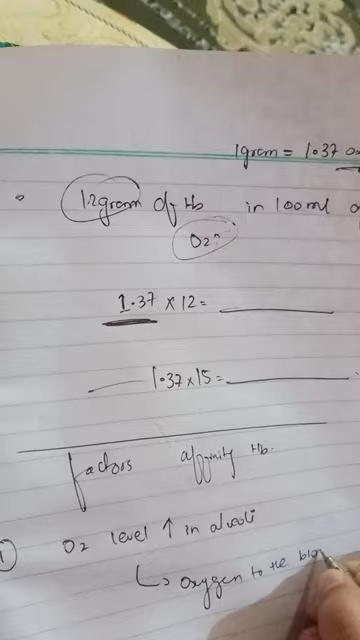 1gram = 1.37
12gram of Hb in 100ml
O2?
1.37 x 12 =
1.37 x 15 =
factors affinity Hb.
1 O2 level ↑ in alveoli
↳ oxygen to the